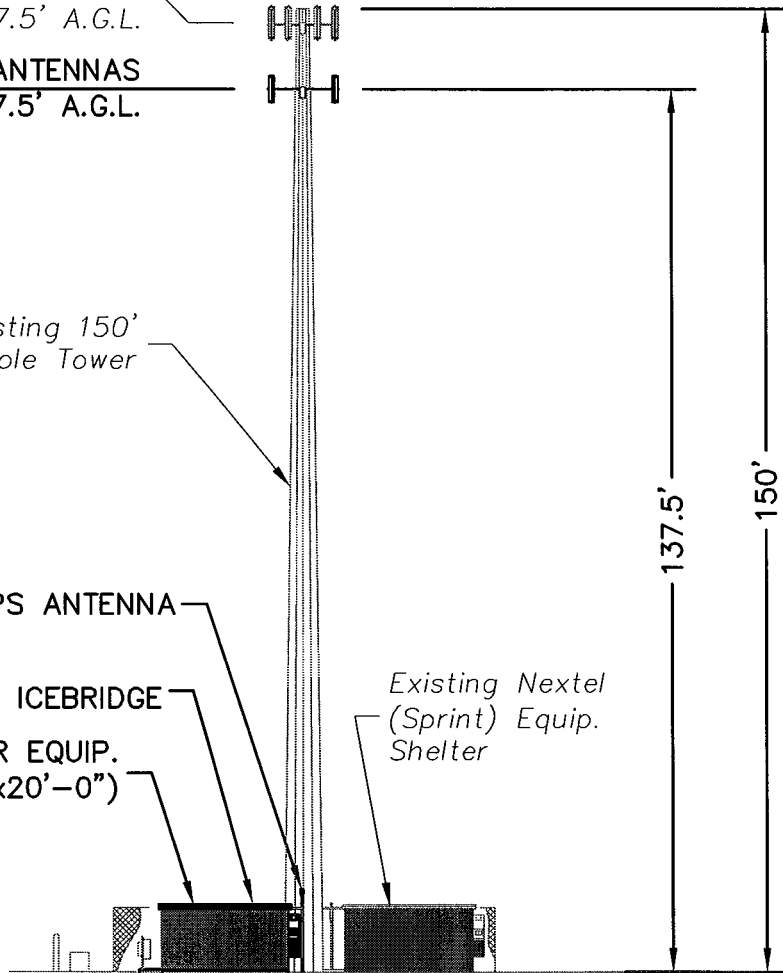 7.5' A.G.L.
ANTENNAS
7.5' A.G.L.
sting 150'
ole Tower
137.5'
150'
PS ANTENNA
ICEBRIDGE
R EQUIP.
x20'-0")
Existing Nextel
(Sprint) Equip.
Shelter